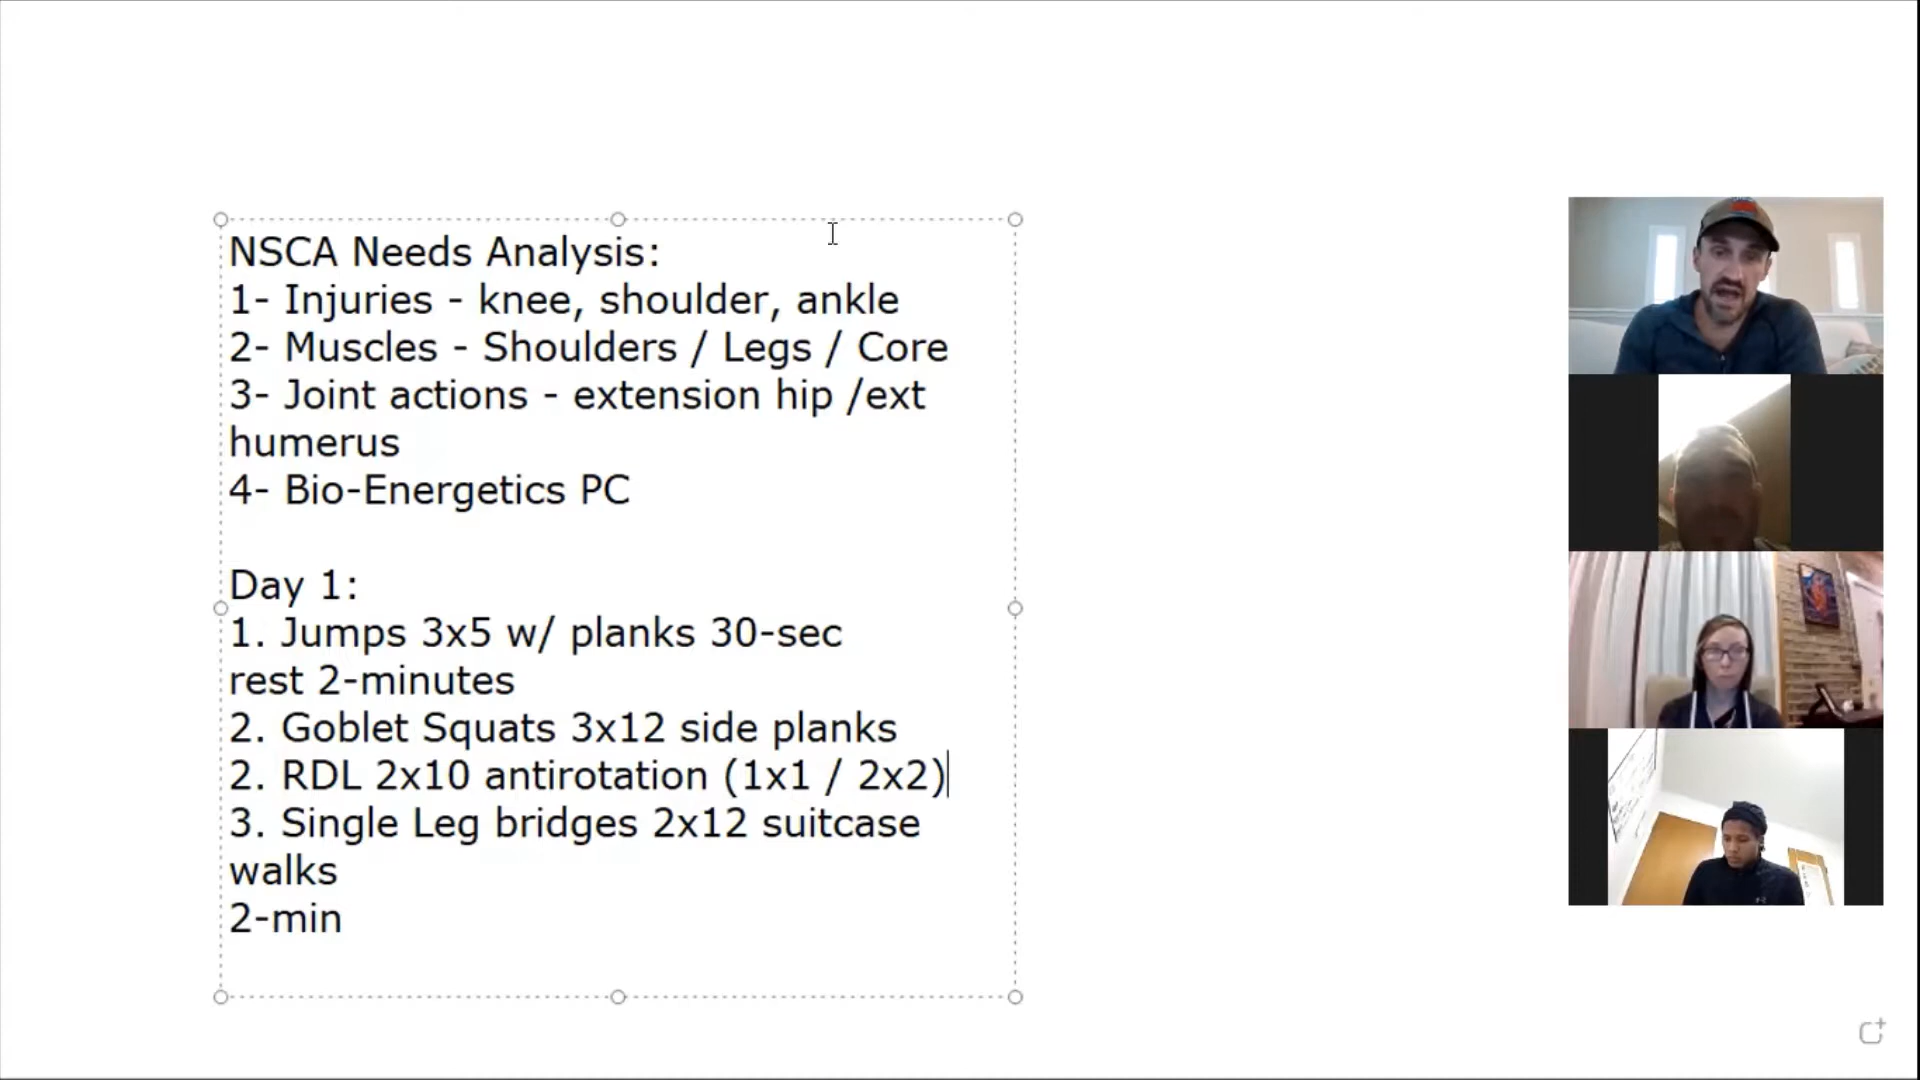 NSCA Needs Analysis:
1- Injuries - knee, shoulder, ankle
2- Muscles - Shoulders / Legs / Core
3- Joint actions - extension hip /ext
humerus
4- Bio-Energetics PC
Day 1:
1. Jumps 3x5 w/ planks 30-sec
rest 2-minutes
2. Goblet Squats 3x12 side planks
2. RDL 2x10 antirotation (1x1 / 2x2)
3. Single Leg bridges 2x12 suitcase
walks
2-min